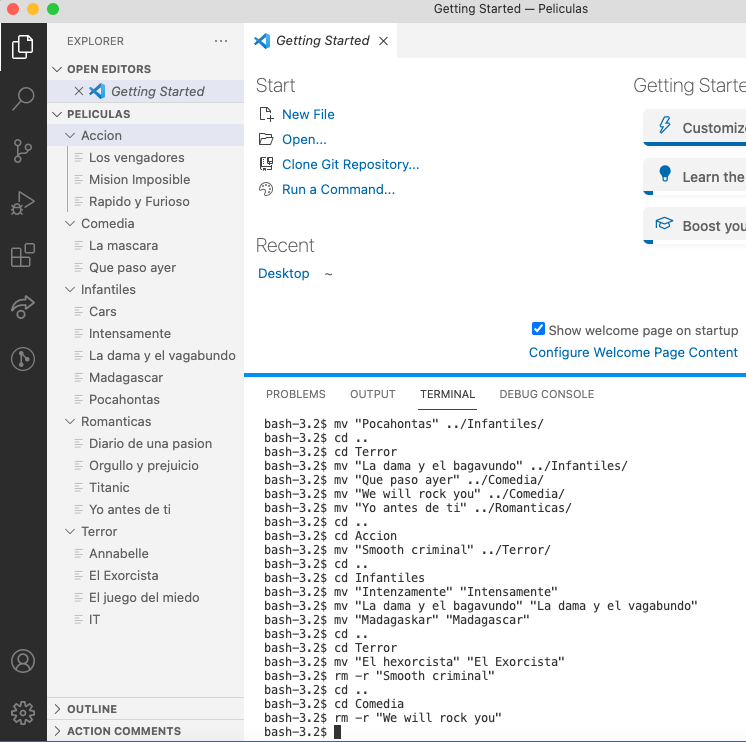 Getting Started — Peliculas
EXPLORER
OPEN EDITORS
Getting Started
PELICULAS
Accion
Los vengadores
Mision Imposible
Rapido y Furioso
Comedia
La mascara
Que paso ayer
Infantiles
Cars
Intensamente
La dama y el vagabundo
Madagascar
Pocahontas
Romanticas
Diario de una pasion
Orgullo y prejuicio
Titanic
Yo antes de ti
Terror
Annabelle
El Exorcista
El juego del miedo
IT
OUTLINE
ACTION COMMENTS
Getting Started
Start
New File
Open...
Clone Git Repository...
Run a Command...
Recent
Desktop ~
Getting Starte
Customize
Learn the
Boost you
Show welcome page on startup
Configure Welcome Page Content
PROBLEMS OUTPUT TERMINAL DEBUG CONSOLE
bash-3.2$ mv "Pocahontas" ../Infantiles/
bash-3.2$ cd ..
bash-3.2$ cd Terror
bash-3.2$ mv "La dama y el bagavundo" ../Infantiles/
bash-3.2$ mv "Que paso ayer" ../Comedia/
bash-3.2$ mv "We will rock you" ../Comedia/
bash-3.2$ mv "Yo antes de ti" ../Romanticas/
bash-3.2$ cd ..
bash-3.2$ cd Accion
bash-3.2$ mv "Smooth criminal" ../Terror/
bash-3.2$ cd ..
bash-3.2$ cd Infantiles
bash-3.2$ mv "Intenzamente" "Intensamente"
bash-3.2$ mv "La dama y el bagavundo" "La dama y el vagabundo"
bash-3.2$ mv "Madagaskar" "Madagascar"
bash-3.2$ cd ..
bash-3.2$ cd Terror
bash-3.2$ mv "El hexorcista" "El Exorcista"
bash-3.2$ rm -r "Smooth criminal"
bash-3.2$ cd ..
bash-3.2$ cd Comedia
bash-3.2$ rm -r "We will rock you"
bash-3.2$